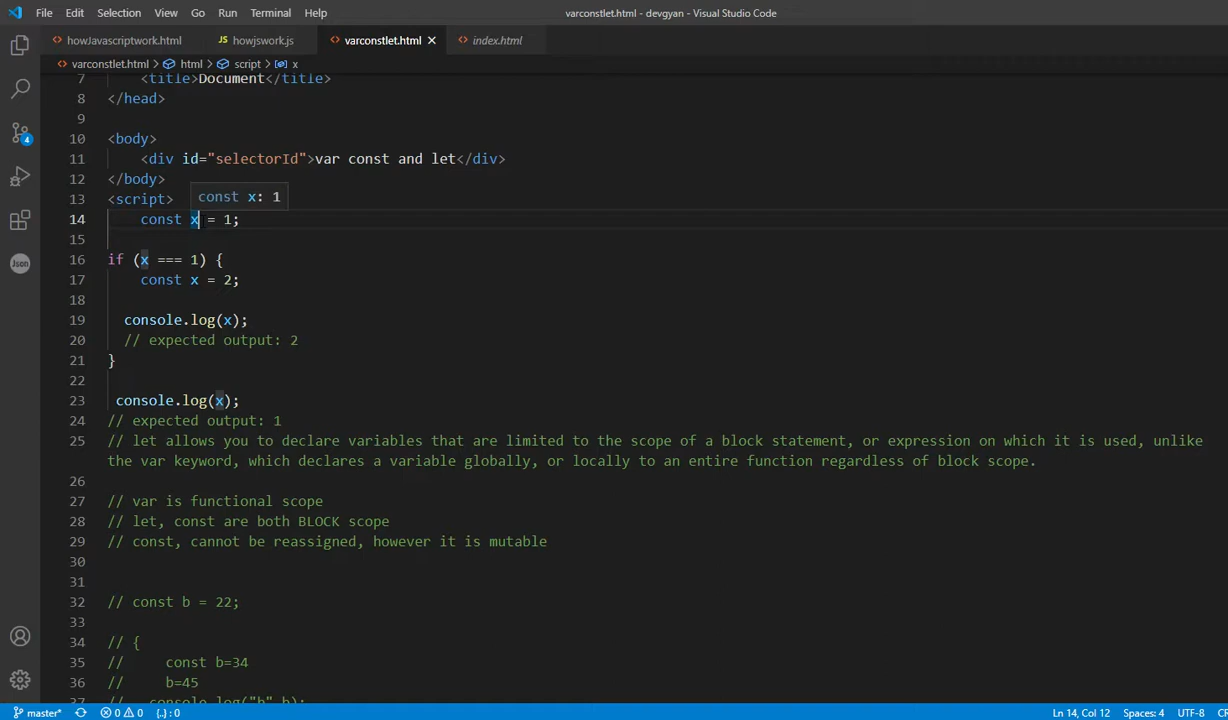 File Edit Selection View Go Run Terminal Help varconstlet.html - devgyan - Visual Studio Code
howJavascriptwork.html howjswork.js varconstlet.html index.html
varconstlet.html > html > script > x
7 <title>Document</title>
8 </head>
9
10 <body>
11 <div id="selectorId">var const and let</div>
12 </body>
13 <script>
const x: 1
14 const x = 1;
15
16 if (x === 1) {
17 const x = 2;
18
19 console.log(x);
20 // expected output: 2
21 }
22
23 console.log(x);
24 // expected output: 1
25 // let allows you to declare variables that are limited to the scope of a block statement, or expression on which it is used, unlike
the var keyword, which declares a variable globally, or locally to an entire function regardless of block scope.
26
27 // var is functional scope
28 // let, const are both BLOCK scope
29 // const, cannot be reassigned, however it is mutable
30
31
32 // const b = 22;
33
34 // {
35 // const b=34
36 // b=45
37 // console.log("b",b);
4
Json
master* 0 0 {..} : 0 Ln 14, Col 12 Spaces: 4 UTF-8